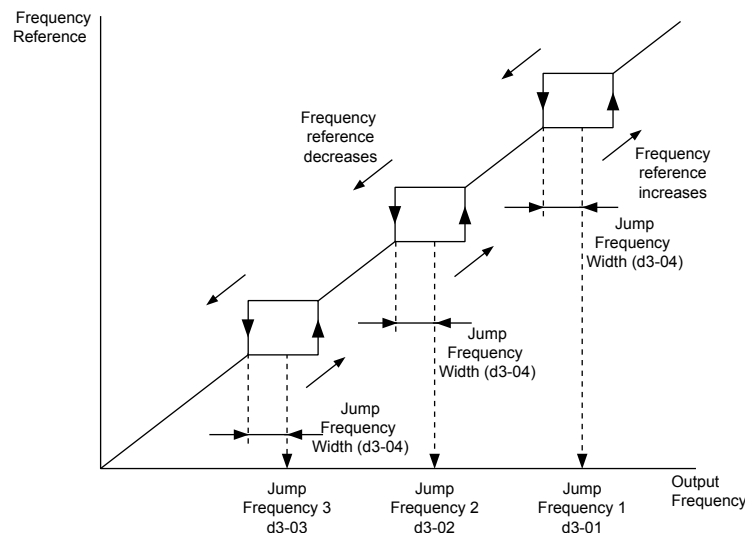 Frequency
Reference
Frequency
reference
decreases
Frequency
reference
increases
Jump
Frequency
Width (d3-04)
Jump
Frequency
Width (d3-04)
Jump
Frequency
Width (d3-04)
Output
Frequency
Jump
Frequency 3
d3-03
Jump
Frequency 2
d3-02
Jump
Frequency 1
d3-01